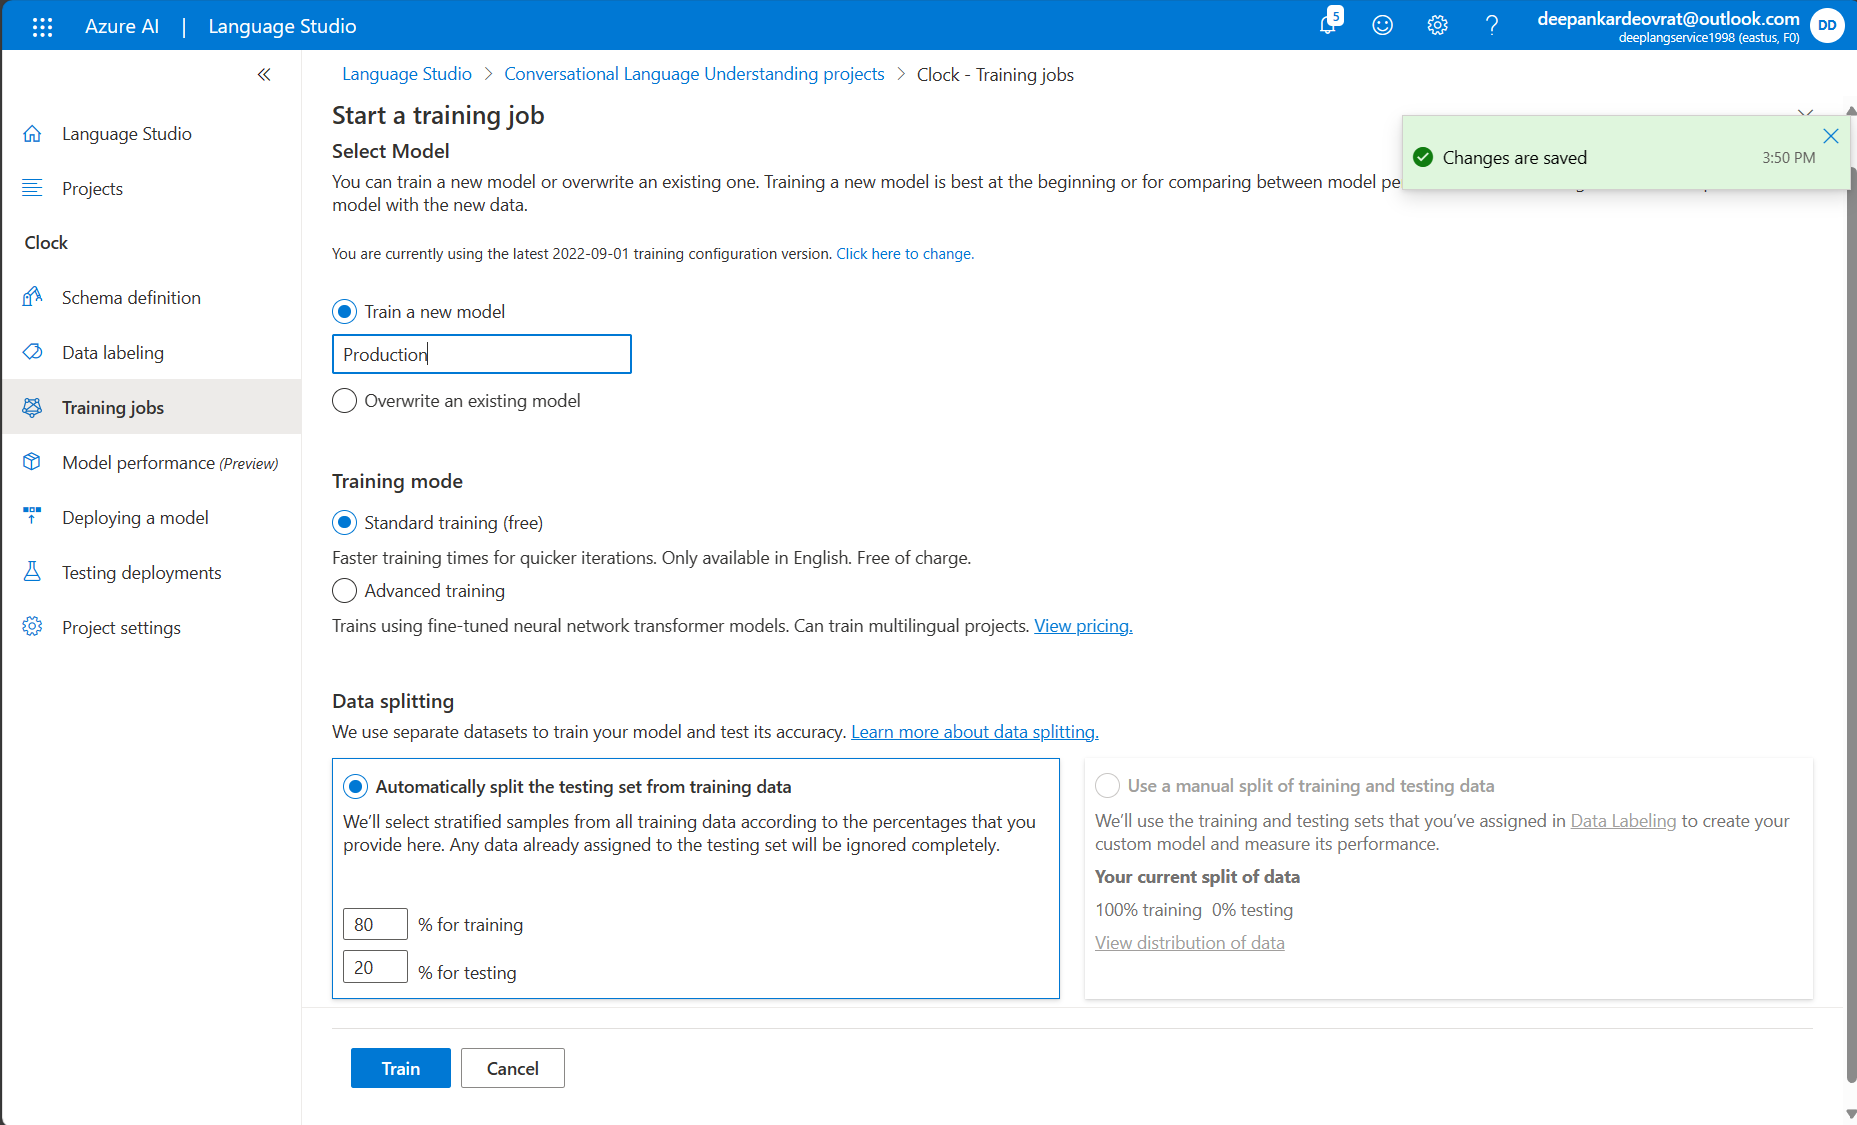 Azure AI | Language Studio
5
deepankardeovrat@outlook.com
deeplangservice1998 (eastus, F0)
DD
Language Studio
Projects
Clock
Schema definition
Data labeling
Training jobs
Model performance (Preview)
Deploying a model
Testing deployments
Project settings
Language Studio > Conversational Language Understanding projects > Clock - Training jobs
Start a training job
Changes are saved
3:50 PM
Select Model
You can train a new model or overwrite an existing one. Training a new model is best at the beginning or for comparing between model
model with the new data.
You are currently using the latest 2022-09-01 training configuration version. Click here to change.
Train a new model
Production
Overwrite an existing model
Training mode
Standard training (free)
Faster training times for quicker iterations. Only available in English. Free of charge.
Advanced training
Trains using fine-tuned neural network transformer models. Can train multilingual projects. View pricing.
Data splitting
We use separate datasets to train your model and test its accuracy. Learn more about data splitting.
Automatically split the testing set from training data
We'll select stratified samples from all training data according to the percentages that you
provide here. Any data already assigned to the testing set will be ignored completely.
80 % for training
20 % for testing
Use a manual split of training and testing data
We'll use the training and testing sets that you've assigned in Data Labeling to create your
custom model and measure its performance.
Your current split of data
100% training 0% testing
View distribution of data
Train
Cancel